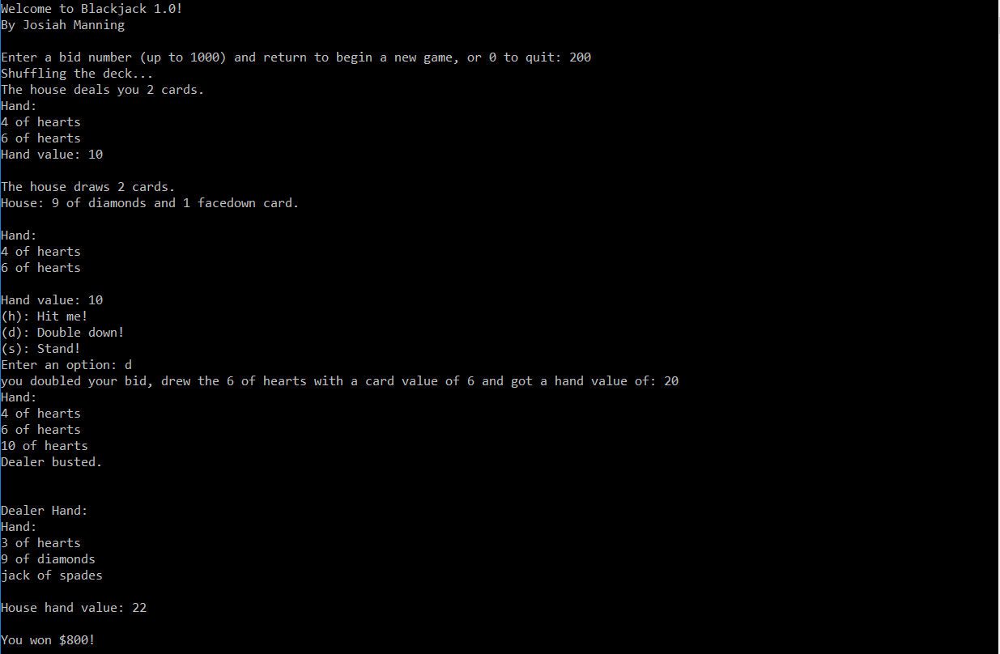 Welcome to Blackjack 1.0!
By Josiah Manning
Enter a bid number (up to 1000) and return to begin a new game, or 0 to quit: 200
Shuffling the deck...
The house deals you 2 cards.
Hand:
4 of hearts
6 of hearts
Hand value: 10
The house draws 2 cards.
House: 9 of diamonds and 1 facedown card.
Hand:
4 of hearts
6 of hearts
Hand value: 10
(h): Hit me!
(d): Double down!
(s): Stand!
Enter an option: d
you doubled your bid, drew the 6 of hearts with a card value of 6 and got a hand value of: 20
Hand:
4 of hearts
6 of hearts
10 of hearts
Dealer busted.
Dealer Hand:
Hand:
3 of hearts
9 of diamonds
jack of spades
House hand value: 22
You won $800!